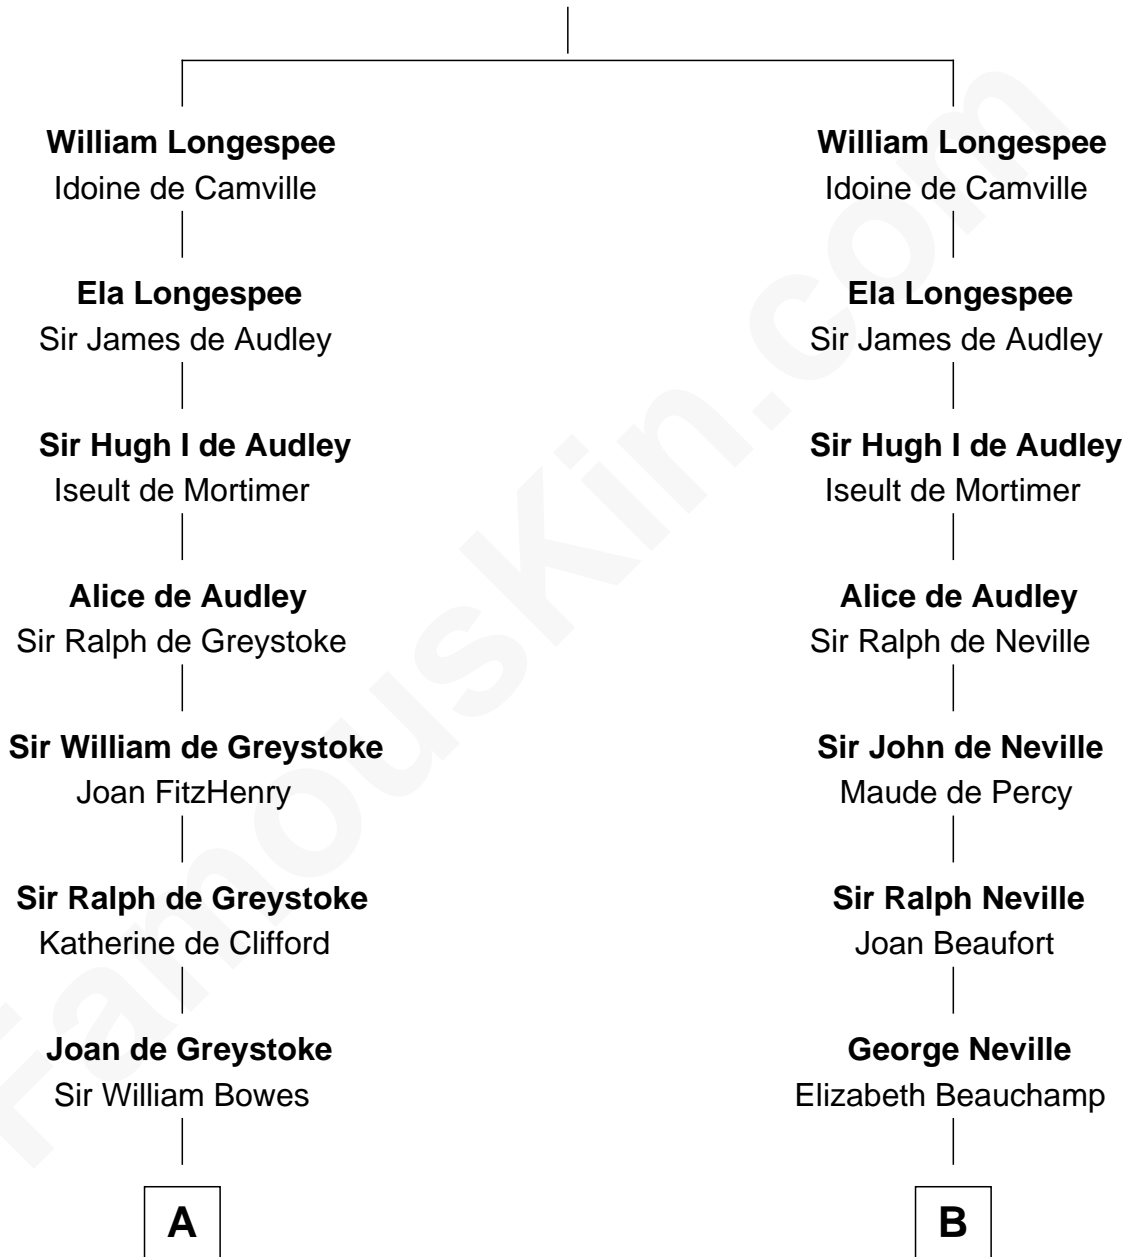 William Longespee
Idoine de Camville
Ela Longespee
Sir James de Audley
Sir Hugh I de Audley
Iseult de Mortimer
Alice de Audley
Sir Ralph de Greystoke
Sir William de Greystoke
Joan FitzHenry
Sir Ralph de Greystoke
Katherine de Clifford
Joan de Greystoke
Sir William Bowes
A
William Longespee
Idoine de Camville
Ela Longespee
Sir James de Audley
Sir Hugh I de Audley
Iseult de Mortimer
Alice de Audley
Sir Ralph de Neville
Sir John de Neville
Maude de Percy
Sir Ralph Neville
Joan Beaufort
George Neville
Elizabeth Beauchamp
B
FamousKin.com